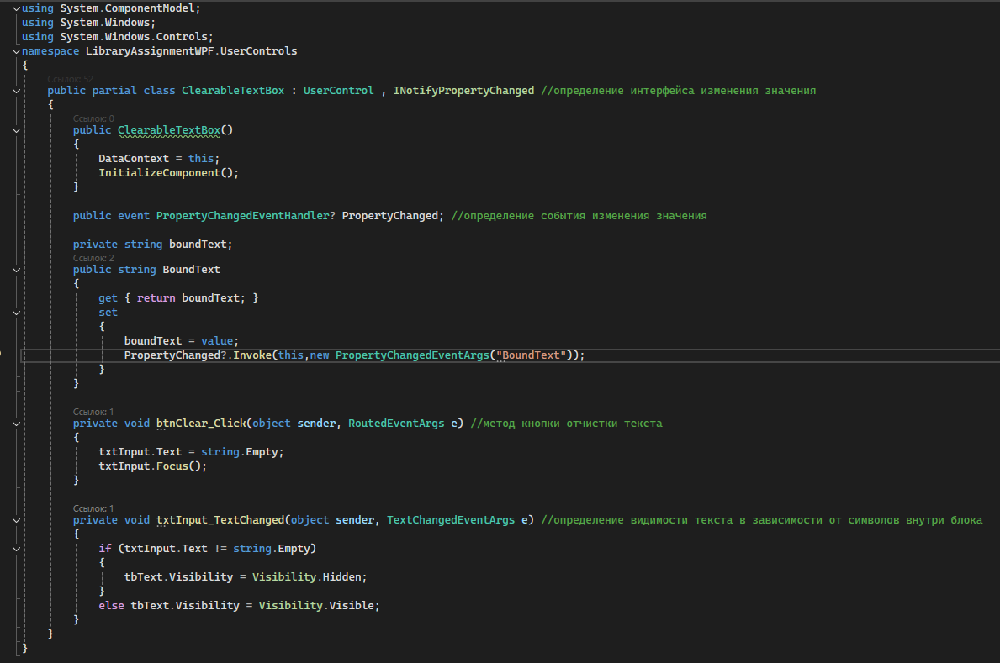 using System.ComponentModel;
using System.Windows;
using System.Windows.Controls;
namespace LibraryAssignmentWPF.UserControls
{
Ссылок: 52
public partial class ClearableTextBox : UserControl , INotifyPropertyChanged //определение интерфейса изменения значения
{
Ссылок: 0
public ClearableTextBox()
{
DataContext = this;
InitializeComponent();
}
public event PropertyChangedEventHandler? PropertyChanged; //определение события изменения значения
private string boundText;
Ссылок: 2
public string BoundText
{
get { return boundText; }
set
{
boundText = value;
PropertyChanged?.Invoke(this,new PropertyChangedEventArgs("BoundText"));
}
}
Ссылок: 1
private void btnClear_Click(object sender, RoutedEventArgs e) //метод кнопки отчистки текста
{
txtInput.Text = string.Empty;
txtInput.Focus();
}
Ссылок: 1
private void txtInput_TextChanged(object sender, TextChangedEventArgs e) //определение видимости текста в зависимости от символов внутри блока
{
if (txtInput.Text != string.Empty)
{
tbText.Visibility = Visibility.Hidden;
}
else tbText.Visibility = Visibility.Visible;
}
}
}